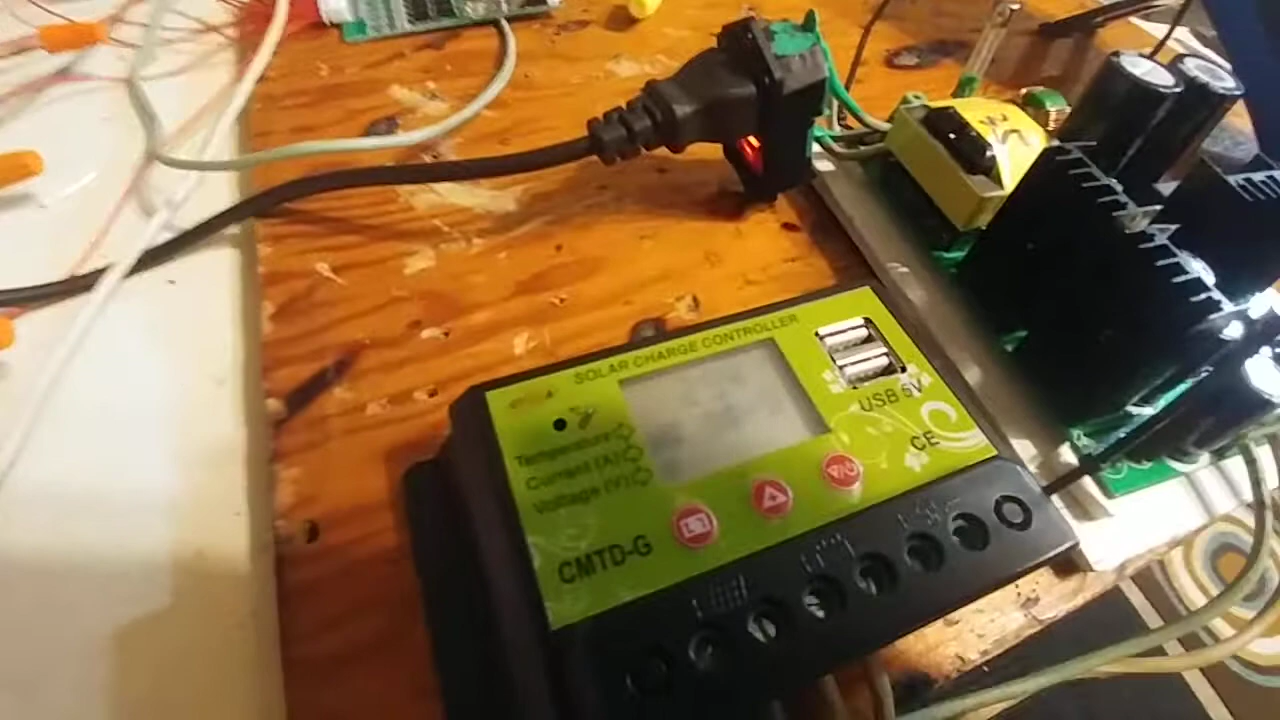 SOLAR CHARGE CONTROLLER
USB 5V
CE
Temperature
Current (A)
Voltage (V)
CMTD-G